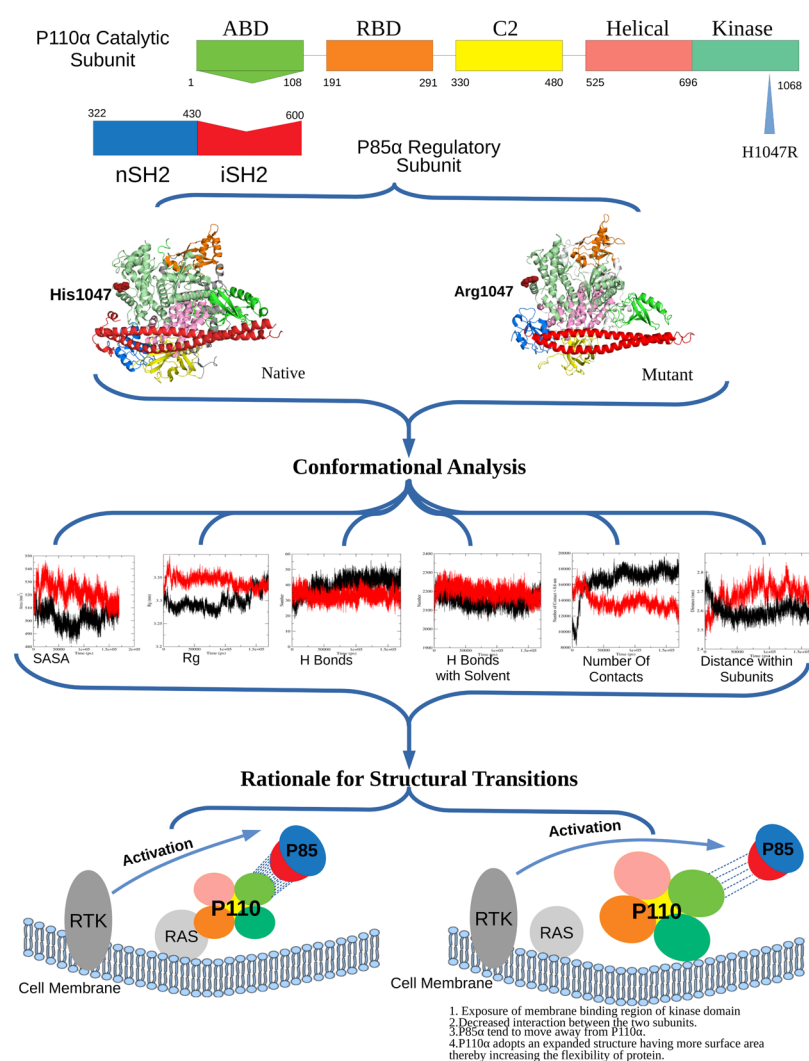 P110α Catalytic
Subunit
ABD
RBD
C2
Helical
Kinase
1
108
191
291
330
480
525
696
1068
H1047R
322
430
600
nSH2
iSH2
P85α Regulatory
Subunit
His1047
Native
Arg1047
Mutant
Conformational Analysis
SASA
Rg
H Bonds
H Bonds
with Solvent
Number Of
Contacts
Distance within
Subunits
Rationale for Structural Transitions
Activation
P85
P110
RTK
RAS
Cell Membrane
Activation
P85
P110
RTK
RAS
Cell Membrane
1. Exposure of membrane binding region of kinase domain
2.Decreased interaction between the two subunits.
3.P85α tend to move away from P110α.
4.P110α adopts an expanded structure having more surface area
thereby increasing the flexibility of protein.